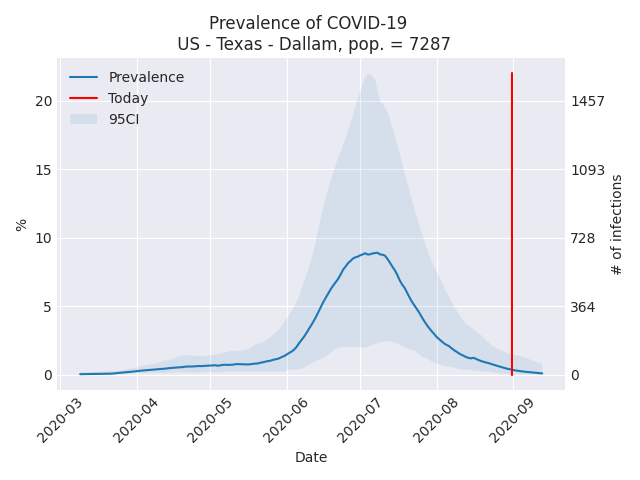 Prevalence of COVID-19
US - Texas - Dallam, pop. = 7287
Prevalence
Today
95CI
%
20
15
10
5
0
1457
1093
728
364
0
# of infections
2020-03
2020-04
2020-05
2020-06
2020-07
2020-08
2020-09
Date